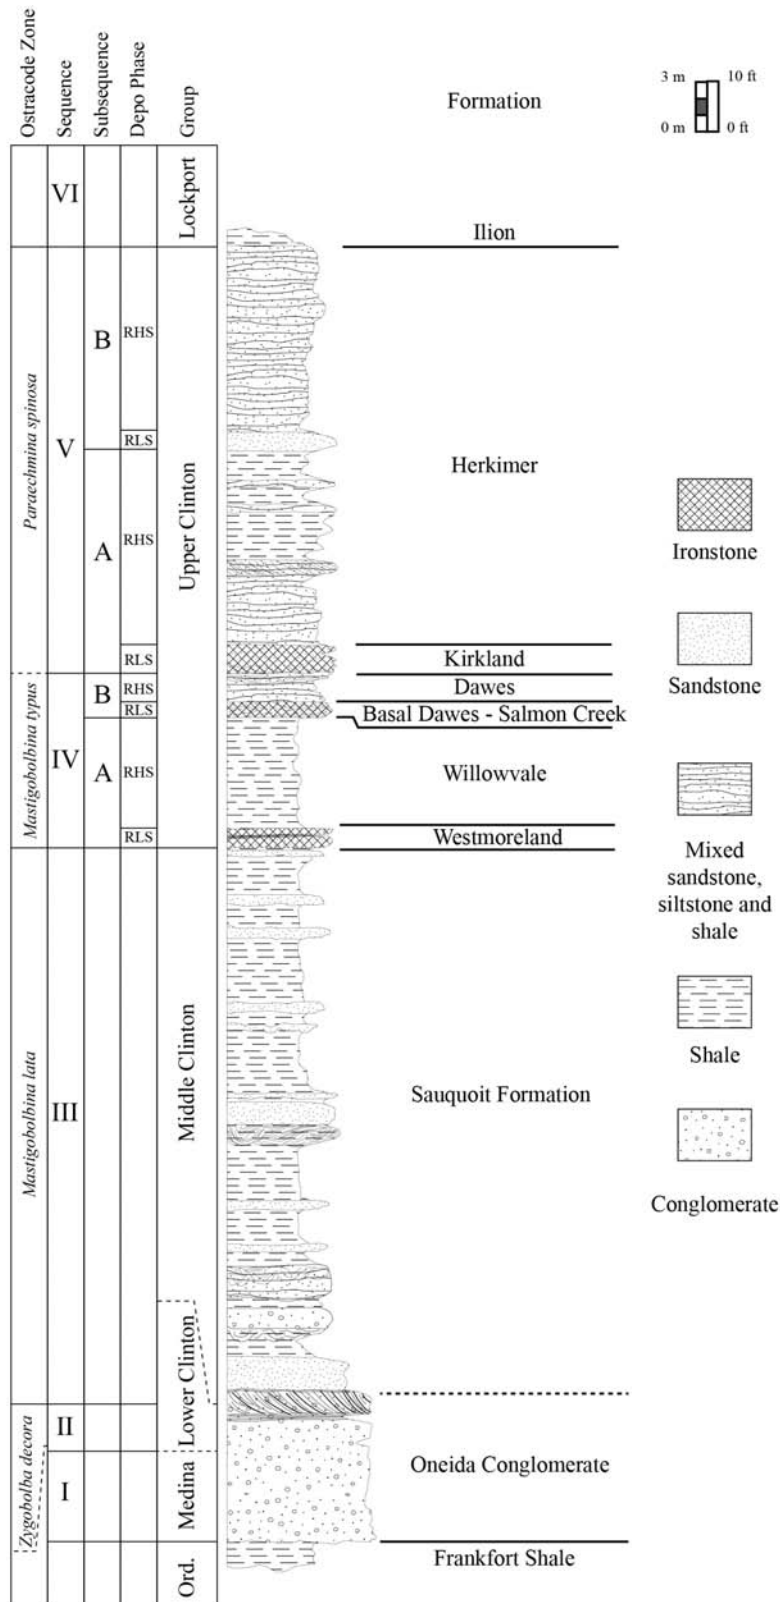 Ostracode Zone
Sequence
Subsequence
Depo Phase
Group
Formation
3 m
10 ft
0 m
0 ft
VI
Lockport
Ilion
Paraechmina spinosa
V
B
RHS
RLS
A
RHS
RLS
Upper Clinton
Herkimer
Kirkland
Mastigobolbina typus
IV
B
RHS
RLS
A
RHS
RLS
Dawes
Basal Dawes - Salmon Creek
Willowvale
Westmoreland
Mastigobolbina lata
III
Middle Clinton
Sauquoit Formation
Lower Clinton
Zygobolba decora
II
I
Medina
Oneida Conglomerate
Ord.
Frankfort Shale
Ironstone
Sandstone
Mixed
sandstone,
siltstone and
shale
Shale
Conglomerate